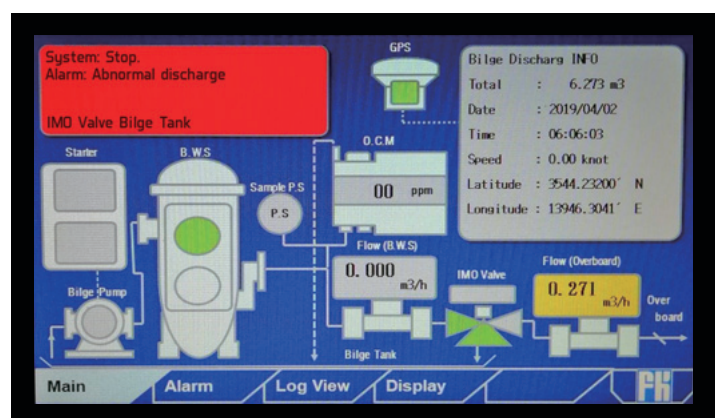 System: Stop.
Alarm: Abnormal discharge
IMO Valve Bilge Tank
GPS
Bilge Discharg INFO
Total : 6.273 m3
Date : 2019/04/02
Time : 06:06:03
Speed : 0.00 knot
Latitude : 3544.23200´ N
Longitude : 13946.3041´ E
Starter
B.W.S
O.C.M
00 ppm
Sample P.S
P.S
Flow (B.W.S)
0.000
m3/h
IMO Valve
Flow (Overboard)
0.271
m3/h
Over
board
Bilge Pump
Bilge Tank
Main
Alarm
Log View
Display
FK